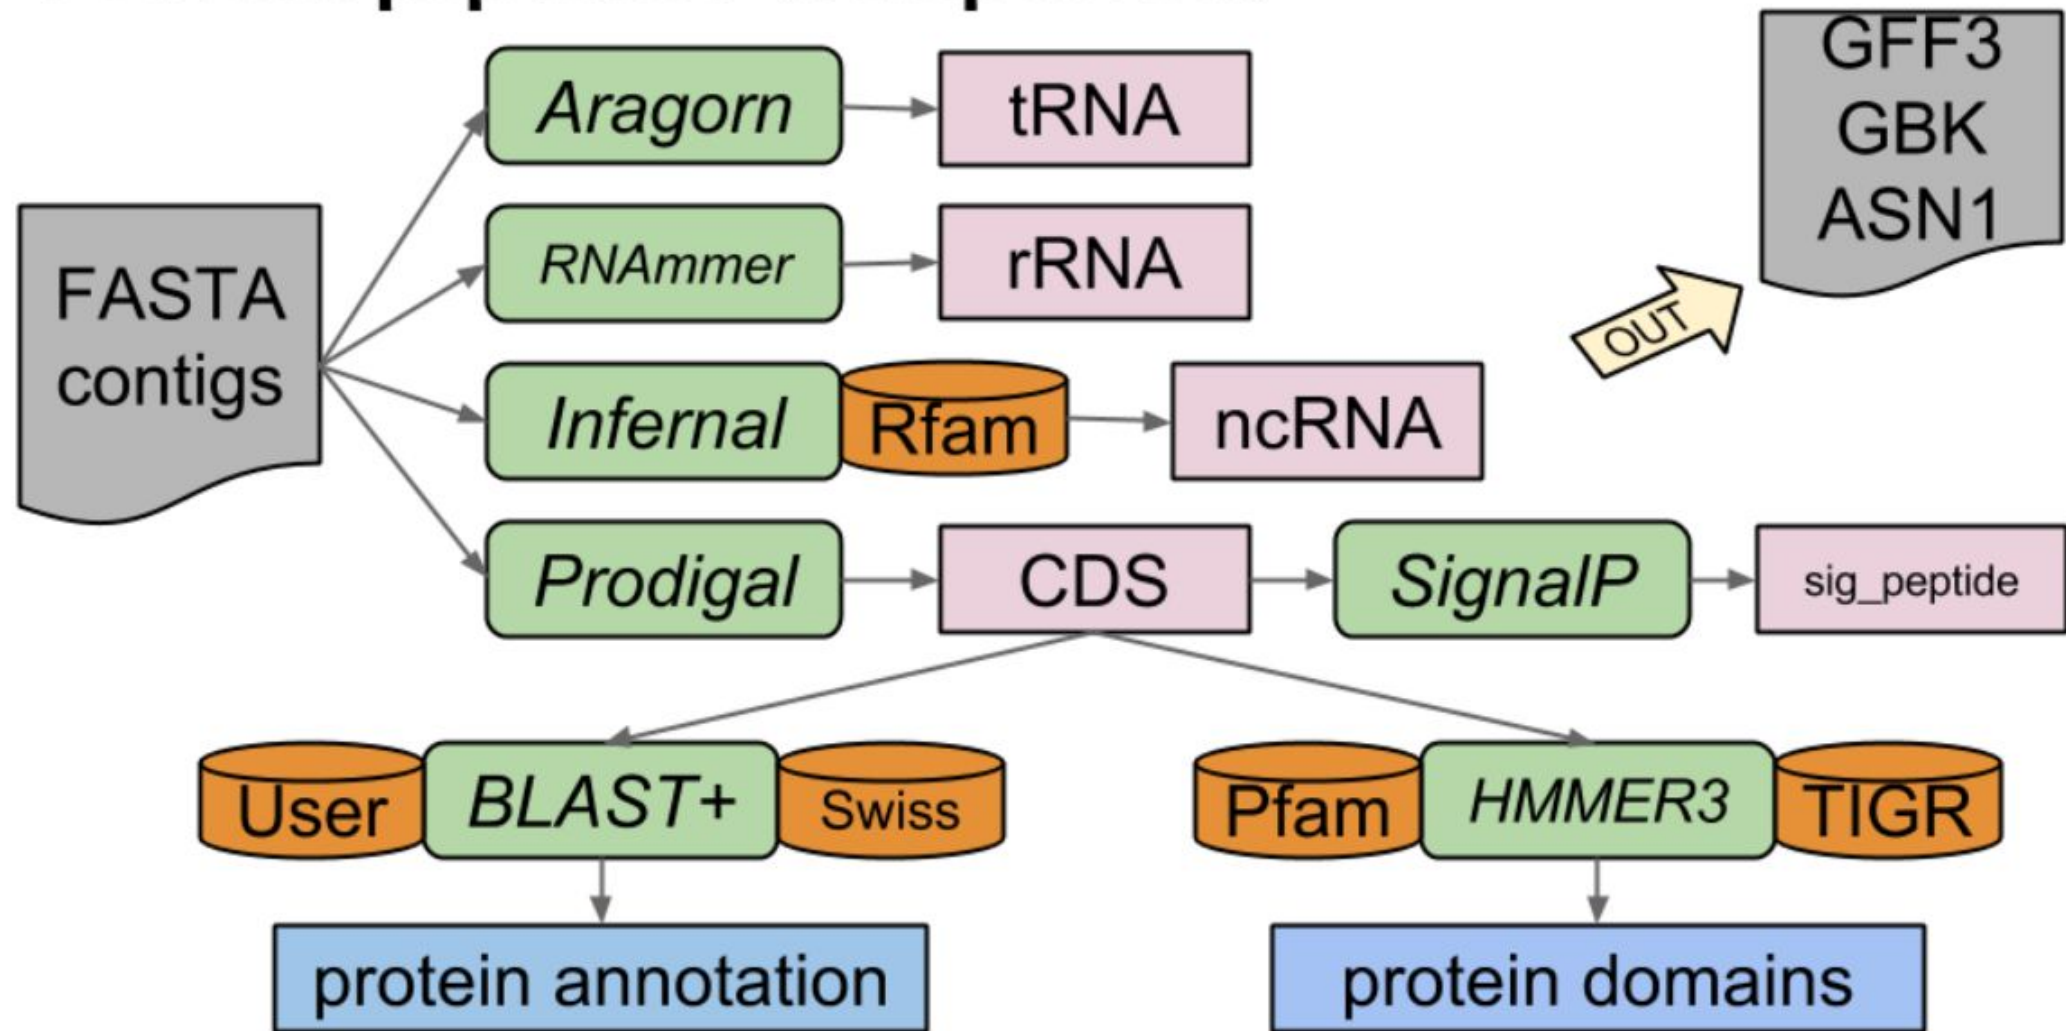 GFF3
GBK
ASN1
Aragorn
tRNA
FASTA
contigs
RNAmmer
rRNA
OUT
Infernal
Rfam
ncRNA
Prodigal
CDS
SignalP
sig_peptide
User
BLAST+
Swiss
Pfam
HMMER3
TIGR
protein annotation
protein domains